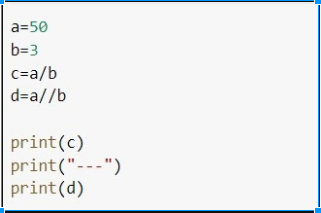 a=50
b=3
c=a/b
d=a//b
print(c)
print("---")
print(d)